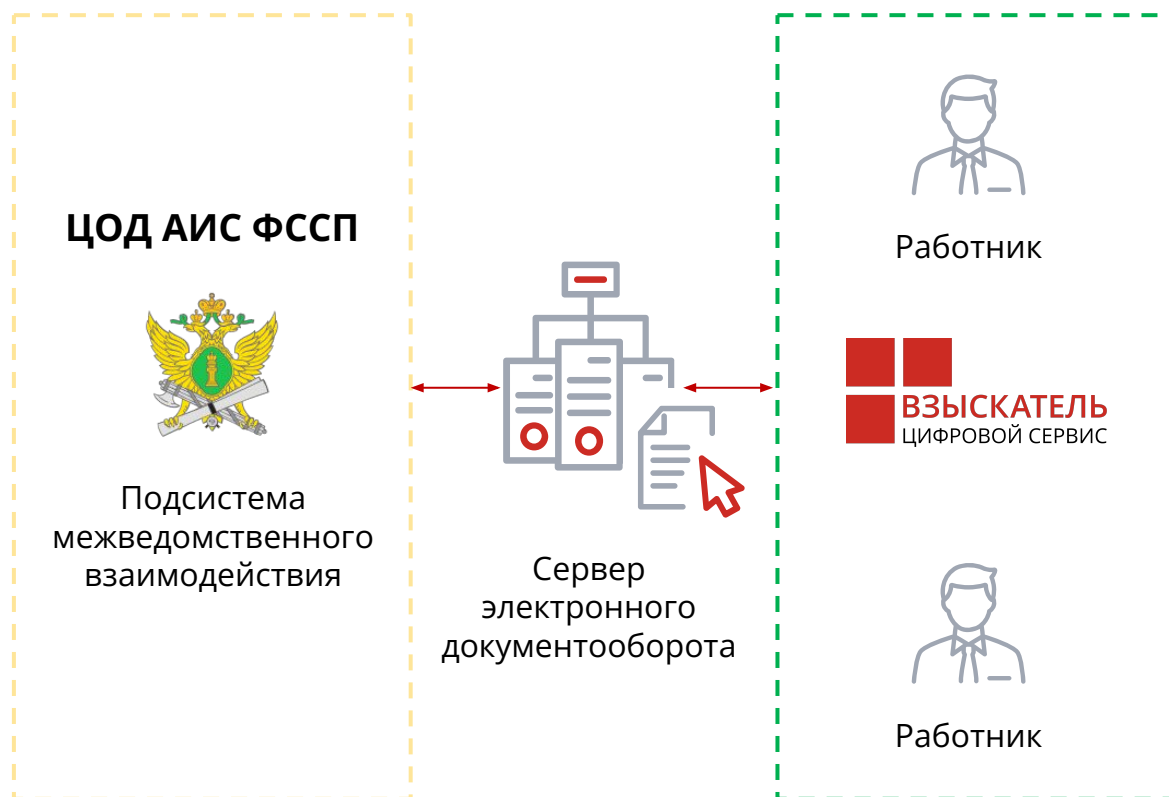 ЦОД АИС ФССП
Подсистема
межведомственного
взаимодействия
Сервер
электронного
документооборота
Работник
ВЗЫСКАТЕЛЬ
ЦИФРОВОЙ СЕРВИС
Работник